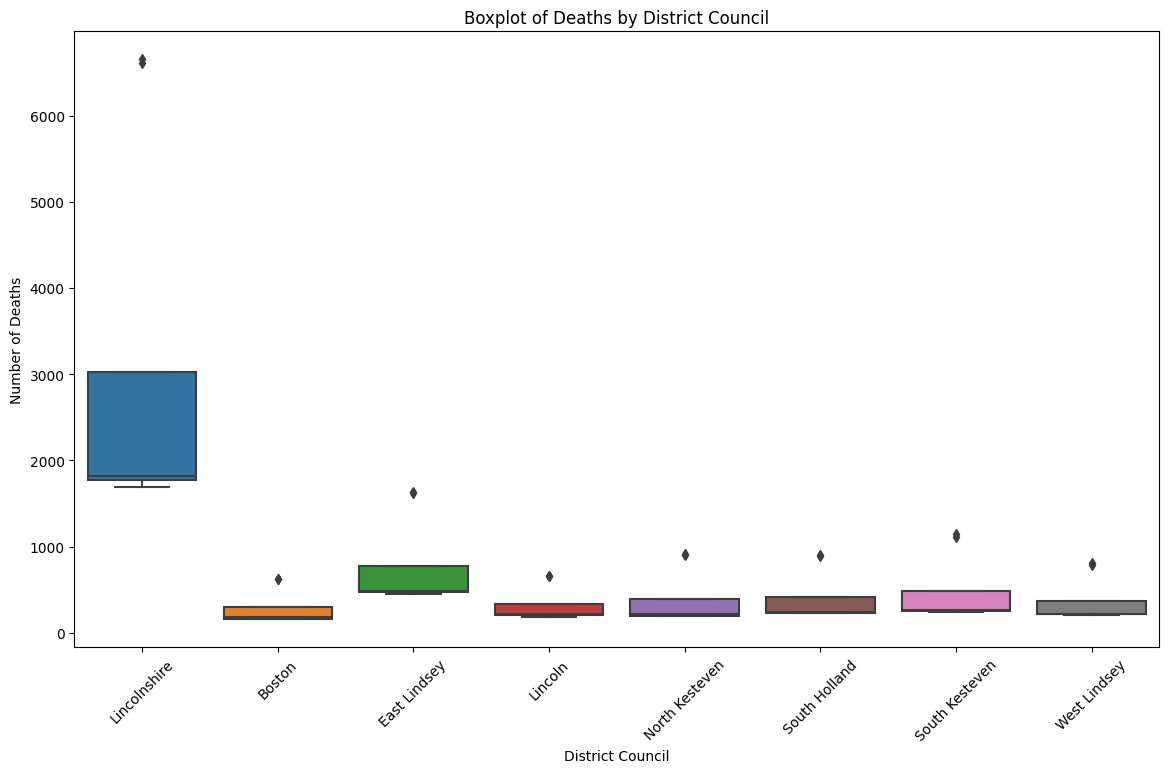 Boxplot of Deaths by District Council
Number of Deaths
6000
5000
4000
3000
2000
1000
0
Lincolnshire
Boston
East Lindsey
Lincoln
North Kesteven
South Holland
South Kesteven
West Lindsey
District Council